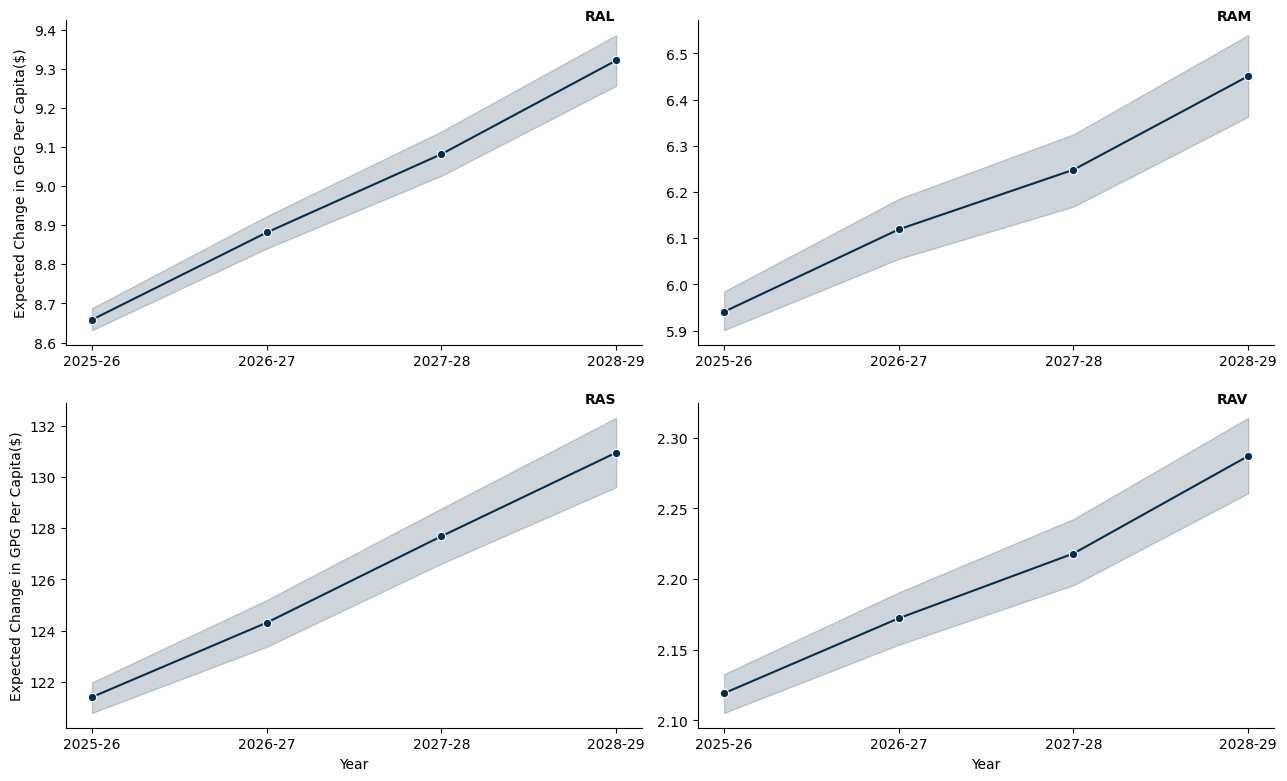 RAL
Expected Change in GPG Per Capita($)
9.4
9.3
9.2
9.1
9.0
8.9
8.8
8.7
8.6
2025-26 2026-27 2027-28 2028-29
RAM
6.5
6.4
6.3
6.2
6.1
6.0
5.9
2025-26 2026-27 2027-28 2028-29
RAS
Expected Change in GPG Per Capita($)
132
130
128
126
124
122
2025-26 2026-27 2027-28 2028-29
Year
RAV
2.30
2.25
2.20
2.15
2.10
2025-26 2026-27 2027-28 2028-29
Year